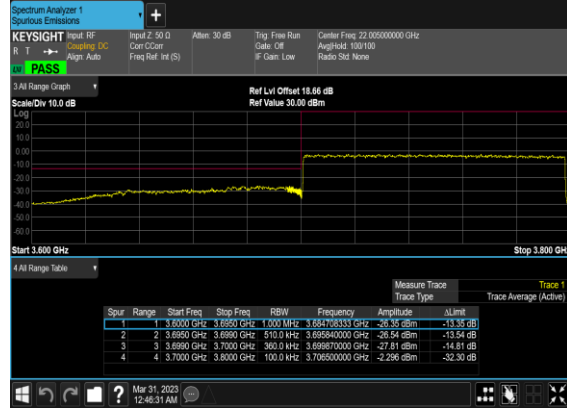 Spectrum Analyzer 1
Spurious Emissions
+
KEYSIGHT Input: RF Input Z: 50 Ω Atten: 30 dB Trig: Free Run Center Freq: 22.005000000 GHz
R T Coupling: DC Corr CCorr Gate: Off Avg|Hold: 100/100
Align: Auto Freq Ref: Int (S) IF Gain: Low Radio Std: None
PASS
3 All Range Graph
Ref Lvl Offset 18.66 dB
Scale/Div 10.0 dB Ref Value 30.00 dBm
Log
20.0
10.0
0.00
-10.0
-20.0
-30.0
-40.0
-50.0
-60.0
Start 3.600 GHz Stop 3.800 GH
4 All Range Table
Measure Trace Trace 1
Trace Type Trace Average (Active)
Spur Range Start Freq Stop Freq RBW Frequency Amplitude ΔLimit
1 1 3.6000 GHz 3.6950 GHz 1.000 MHz 3.684708333 GHz -26.35 dBm -13.35 dB
2 2 3.6950 GHz 3.6990 GHz 510.0 kHz 3.695840000 GHz -26.54 dBm -13.54 dB
3 3 3.6990 GHz 3.7000 GHz 360.0 kHz 3.699870000 GHz -27.81 dBm -14.81 dB
4 4 3.7000 GHz 3.8000 GHz 100.0 kHz 3.706500000 GHz -2.296 dBm -32.30 dB
? Mar 31, 2023
12:46:31 AM